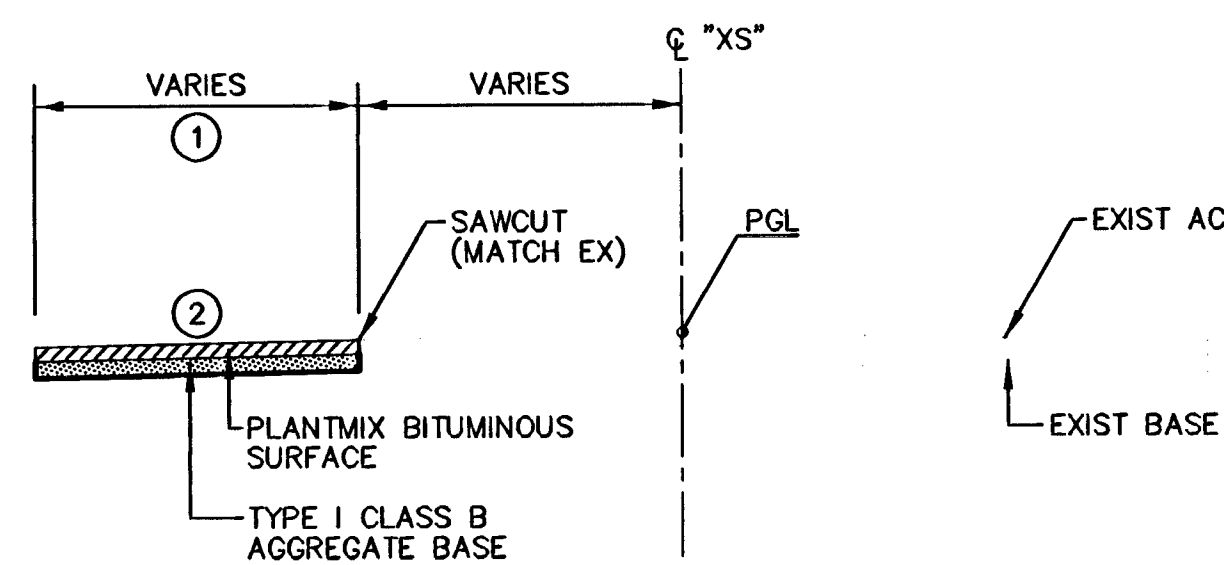 ℄ "XS"
VARIES
VARIES
1
SAWCUT
(MATCH EX)
PGL
EXIST AC
2
PLANTMIX BITUMINOUS
SURFACE
EXIST BASE
TYPE I CLASS B
AGGREGATE BASE